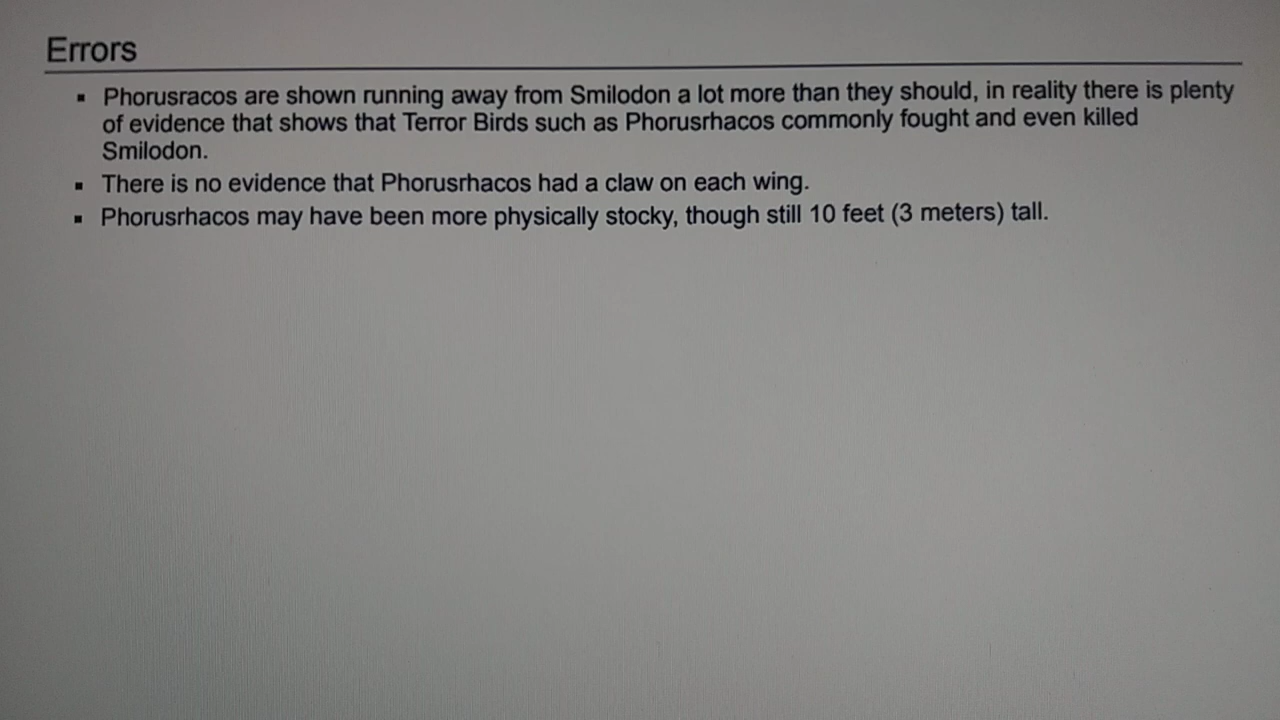 Errors
▪ Phorusracos are shown running away from Smilodon a lot more than they should, in reality there is plenty
of evidence that shows that Terror Birds such as Phorusrhacos commonly fought and even killed
Smilodon.
▪ There is no evidence that Phorusrhacos had a claw on each wing.
▪ Phorusrhacos may have been more physically stocky, though still 10 feet (3 meters) tall.